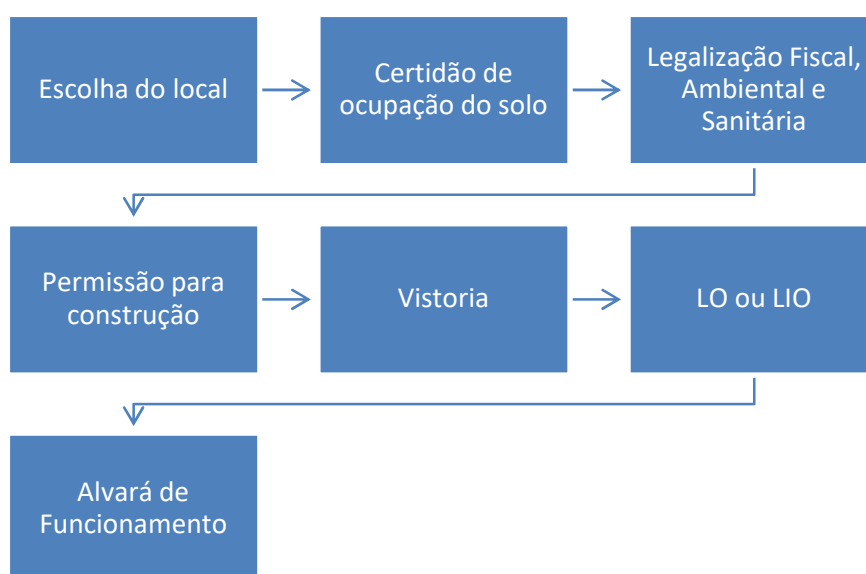 Escolha do local
Certidão de
ocupação do solo
Legalização Fiscal,
Ambiental e
Sanitária
Permissão para
construção
Vistoria
LO ou LIO
Alvará de
Funcionamento